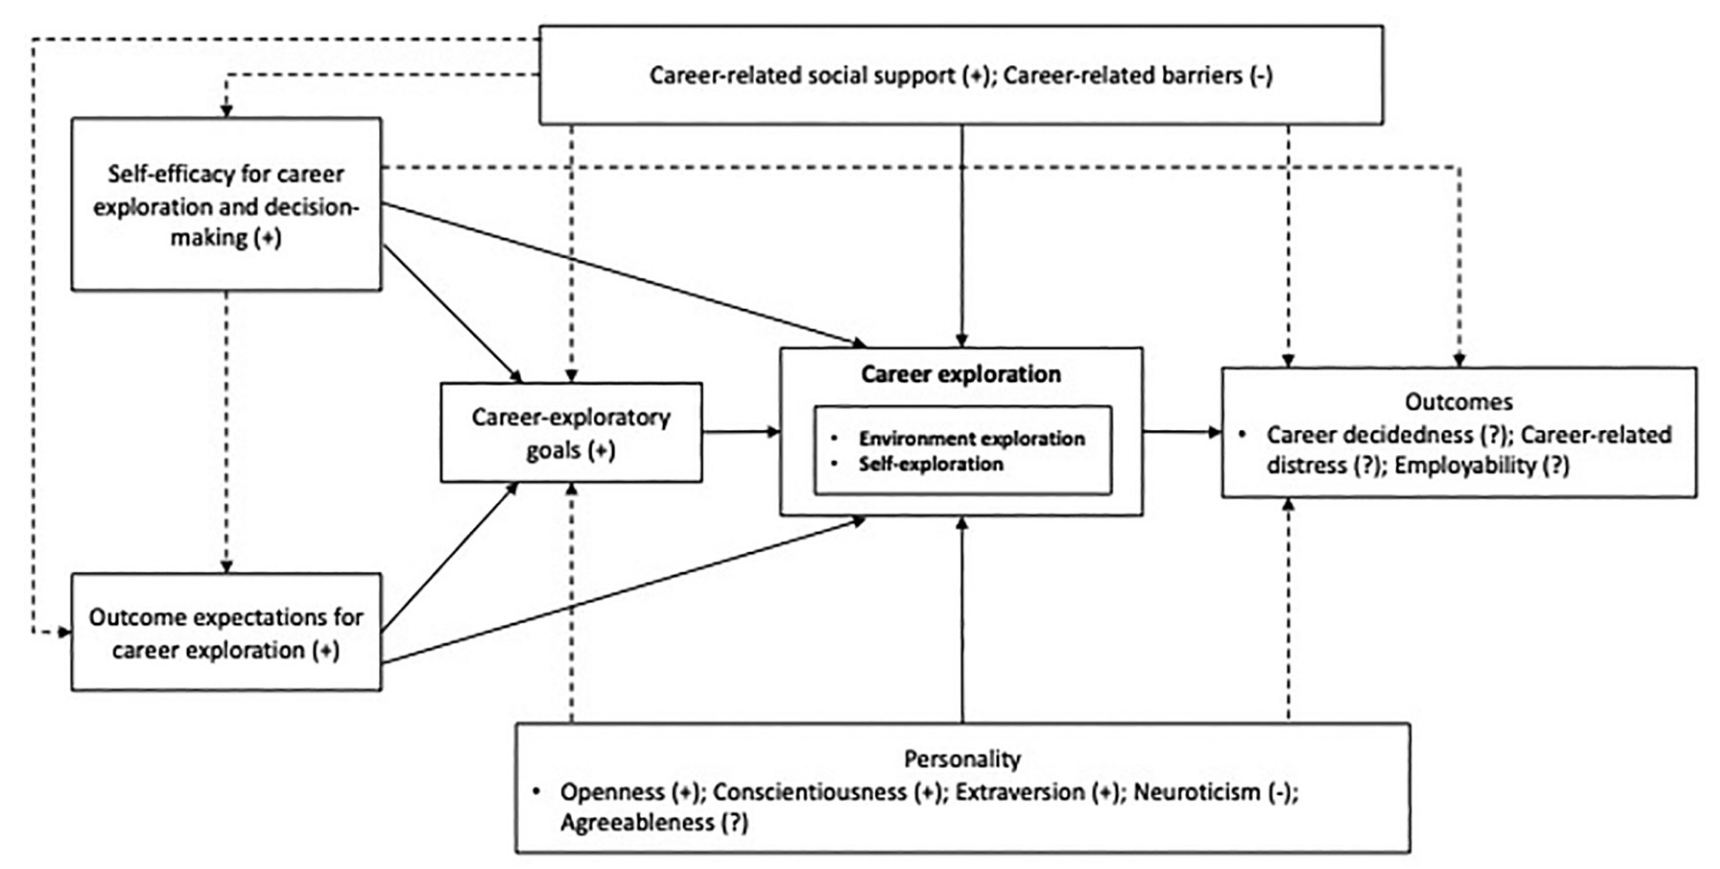 Career-related social support (+); Career-related barriers (-)
Self-efficacy for career
exploration and decision-
making (+)
Career exploration
• Environment exploration
• Self-exploration
Career-exploratory
goals (+)
Outcomes
• Career decidedness (?); Career-related
distress (?); Employability (?)
Outcome expectations for
career exploration (+)
Personality
• Openness (+); Conscientiousness (+); Extraversion (+); Neuroticism (-);
Agreeableness (?)